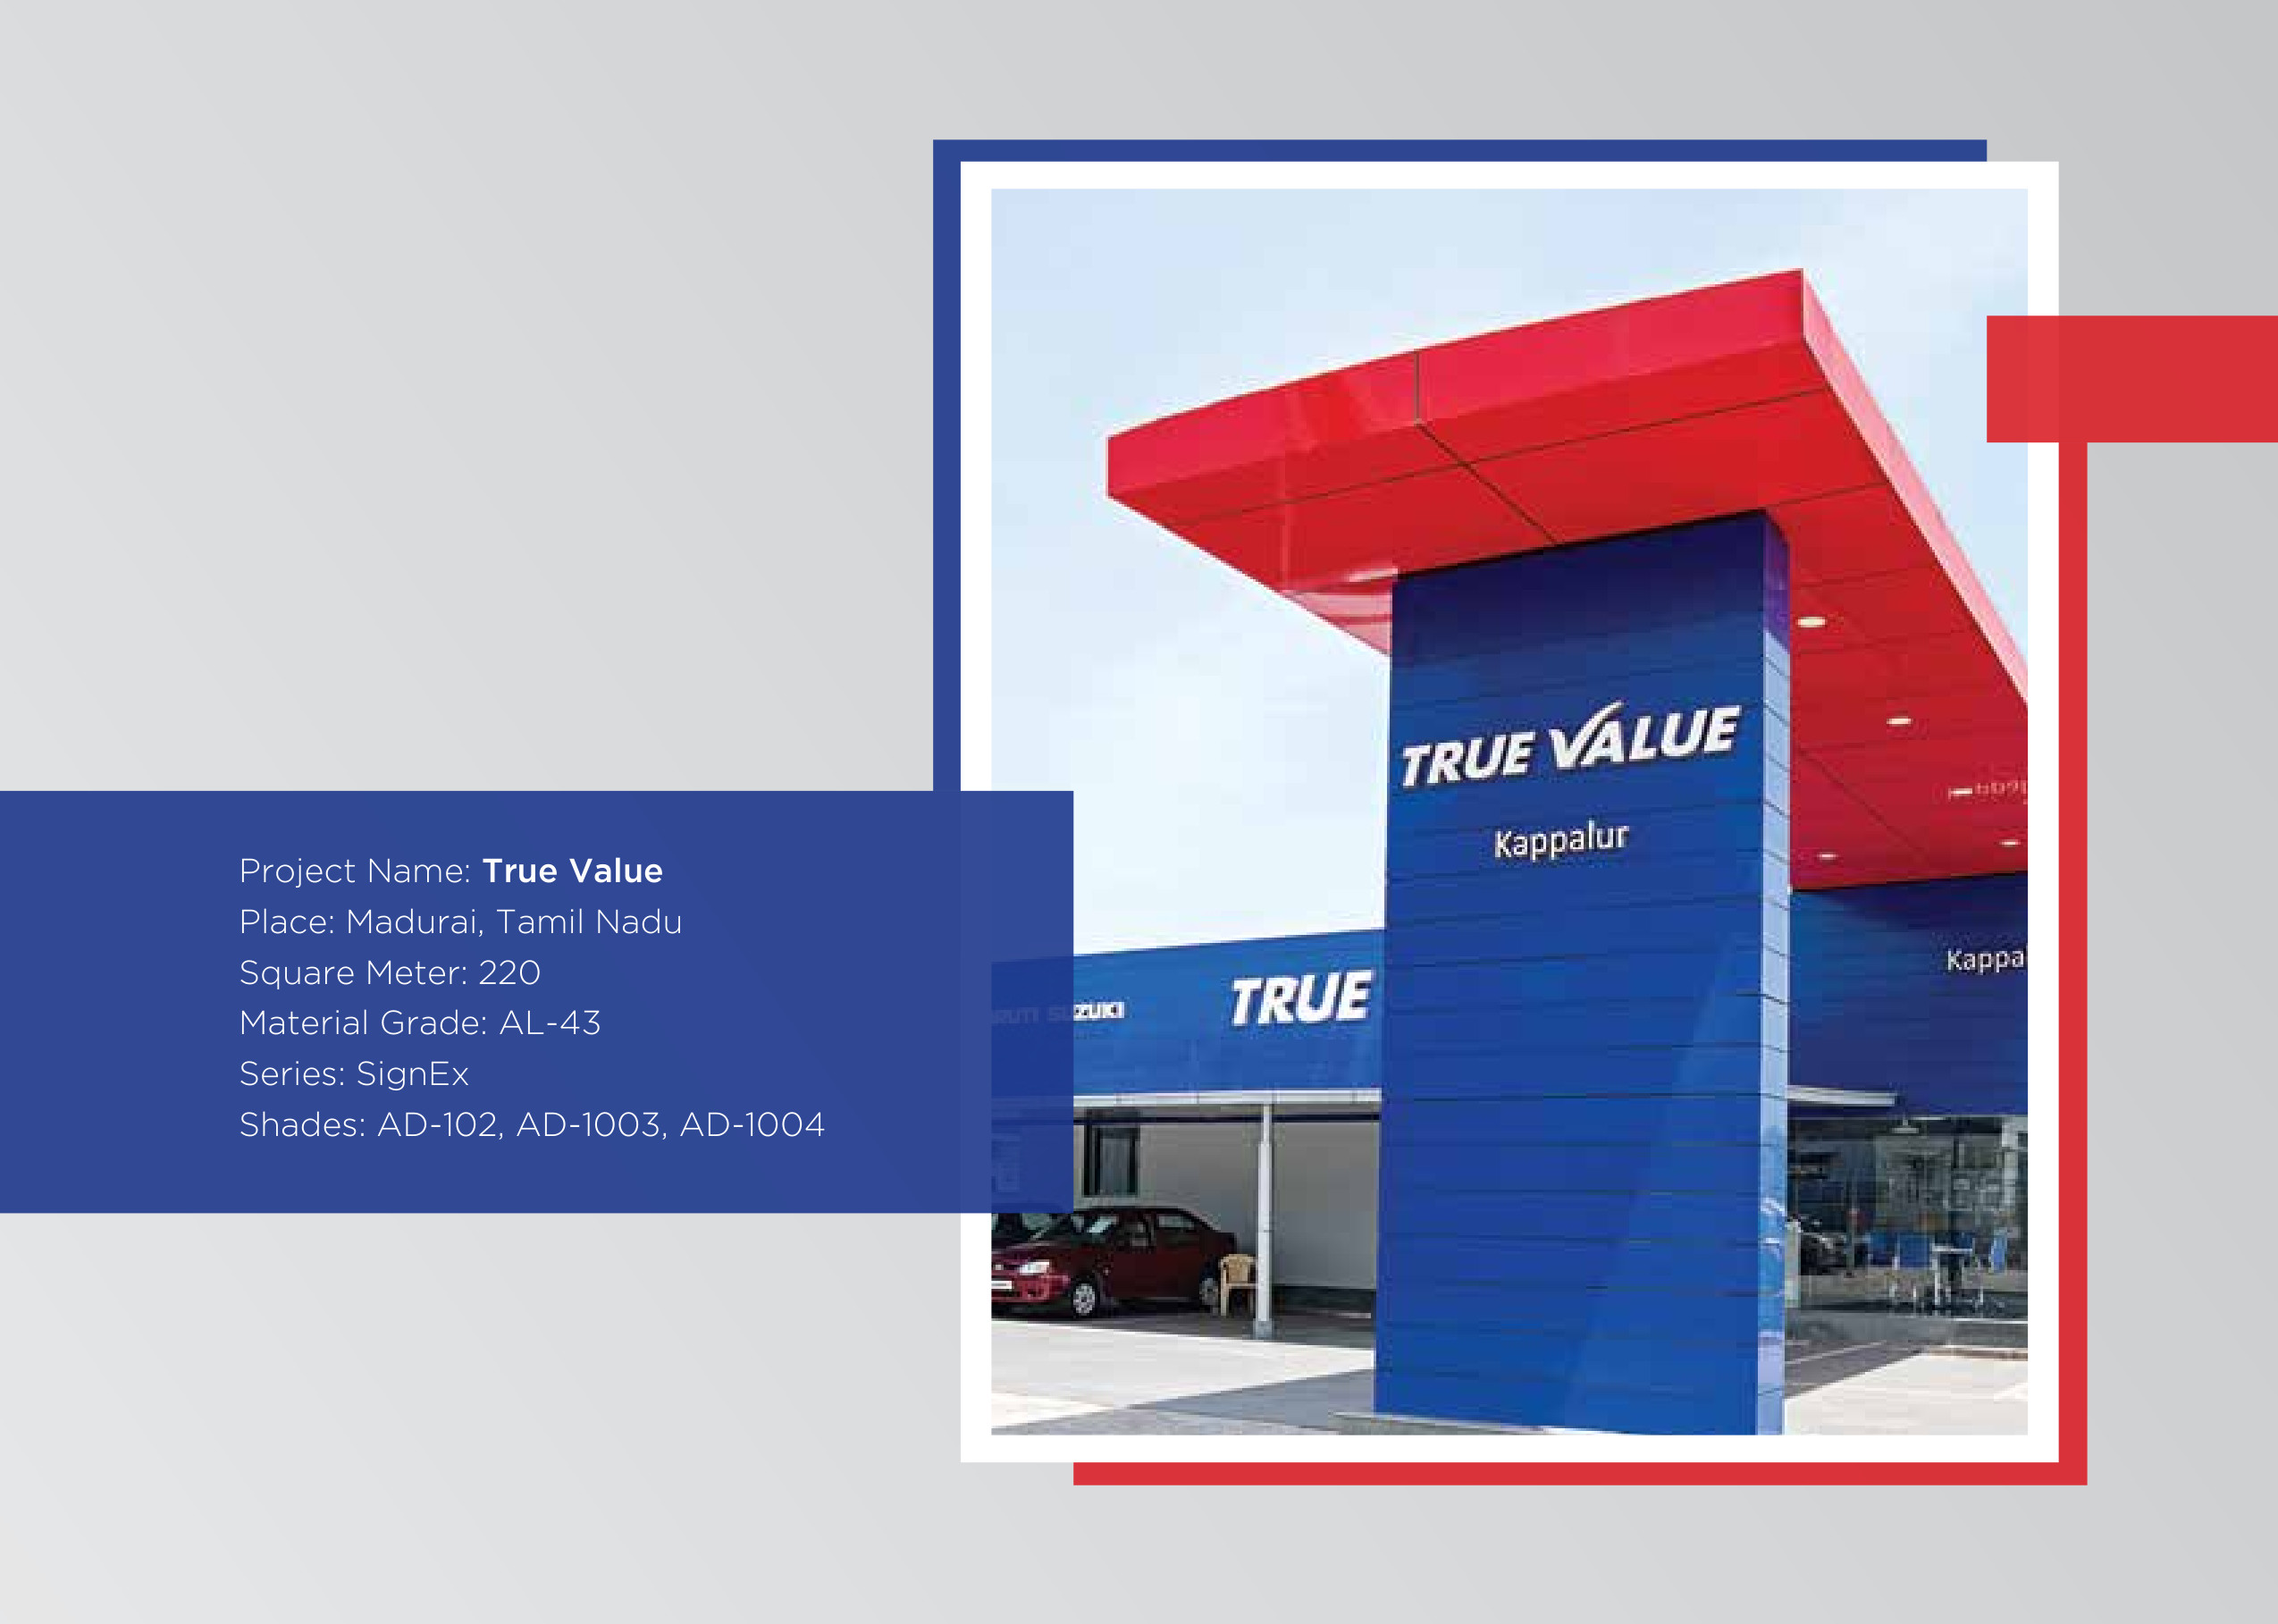 Project Name: True Value
Place: Madurai, Tamil Nadu
Square Meter: 220
Material Grade: AL-43
Series: SignEx
Shades: AD-102, AD-1003, AD-1004
TRUE VALUE
Kappalur
SUZUKI
TRUE
Kappa